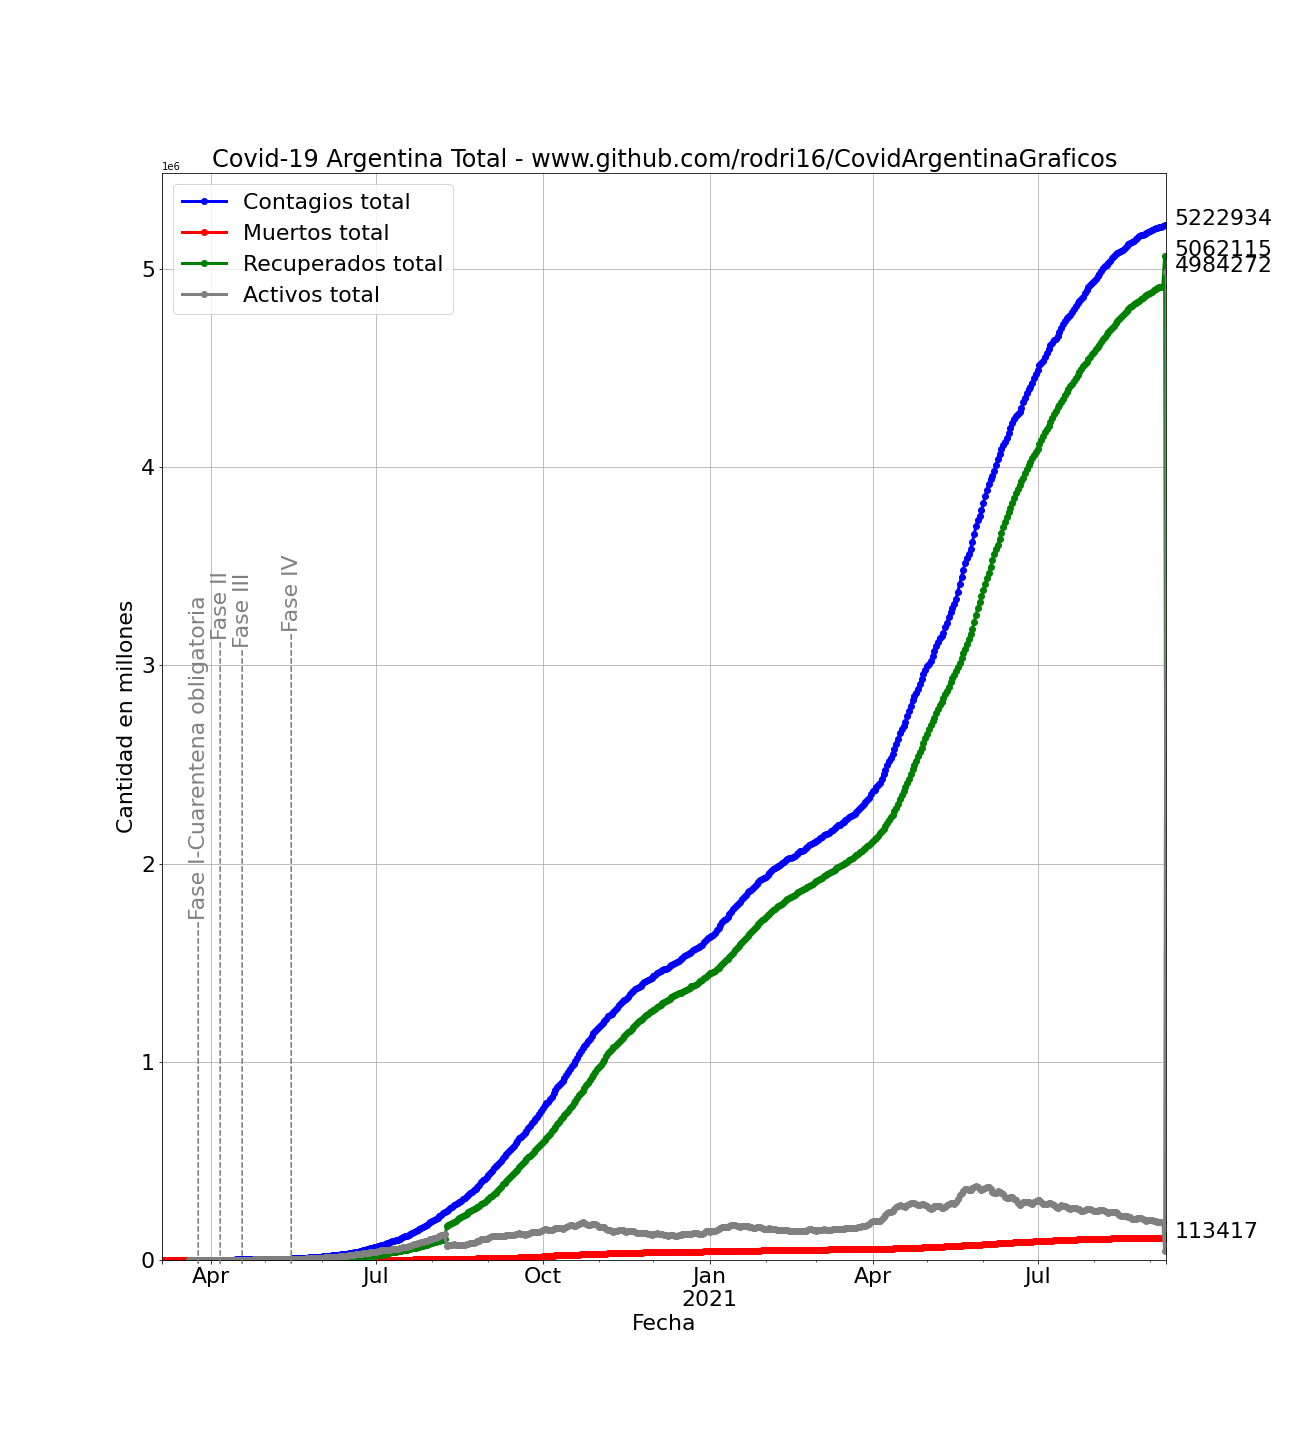 Covid-19 Argentina Total - www.github.com/rodri16/CovidArgentinaGraficos
1e6
Contagios total
Muertos total
Recuperados total
Activos total
5222934
5062115
4984272
113417
5
4
3
2
1
0
Cantidad en millones
Fase I-Cuarentena obligatoria
Fase II
Fase III
Fase IV
Apr
Jul
Oct
Jan
2021
Apr
Jul
Fecha